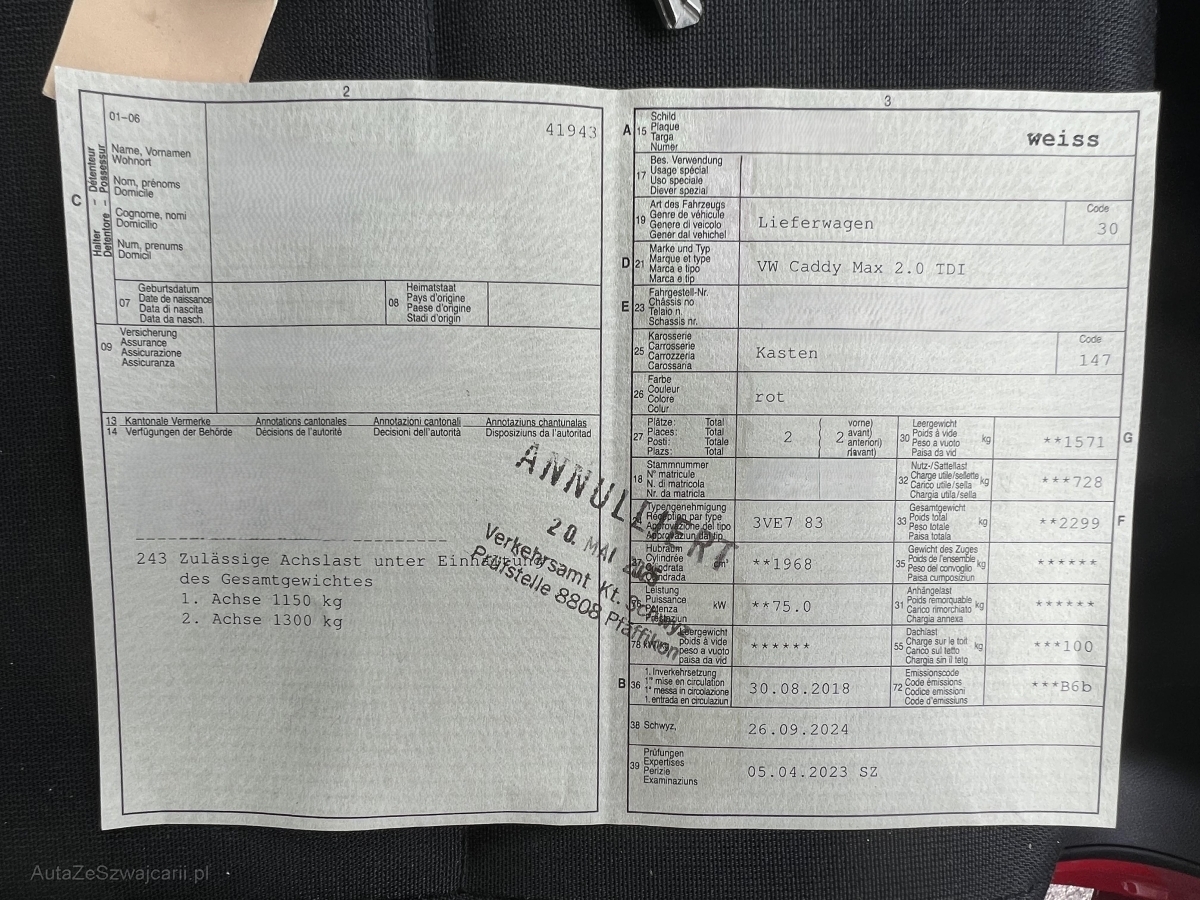 2
01-06
41943
C
Halter - Détenteur
Detentore - Possessur
Name, Vornamen
Wohnort
Nom, prénoms
Domicile
Cognome, nomi
Domicilio
Num, prenums
Domicil
07
Geburtsdatum
Date de naissance
Data di nascita
Data da nasch.
08
Heimatstaat
Pays d'origine
Paese d'origine
Stadi d'origin
09
Versicherung
Assurance
Assicurazione
Assicuranza
13 Kantonale Vermerke Annotations cantonales Annotazioni cantonali Annotaziuns chantunalas
14 Verfügungen der Behörde Décisions de l'autorité Decisioni dell'autorità Disposiziuns da l'autoritad
243 Zulässige Achslast unter Einhaltung
des Gesamtgewichtes
1. Achse 1150 kg
2. Achse 1300 kg
ANNULLIERT
20. MAI
Verkehrsamt Kt. Schwyz
Prüfstelle 8808 Pfäffikon
3
A 15
Schild
Plaque
Targa
Numer
weiss
17
Bes. Verwendung
Usage spécial
Uso speciale
Diever spezial
19
Art des Fahrzeugs
Genre de véhicule
Genere di veicolo
Gener dal vehichel
Lieferwagen
Code
30
D 21
Marke und Typ
Marque et type
Marca e tipo
Marca e tip
VW Caddy Max 2.0 TDI
E 23
Fahrgestell-Nr.
Châssis no
Telaio n.
Schassis nr.
25
Karosserie
Carrosserie
Carrozzeria
Carossaria
Kasten
Code
147
26
Farbe
Couleur
Colore
Colur
rot
27
Plätze: Total
Places: Total
Posti: Totale
Plazs: Total
2
2
vorne)
avant)
anteriori)
davant)
30
Leergewicht
Poids à vide
Peso a vuoto
Paisa da vid
kg
**1571
G
18
Stammnummer
N° matricule
N. di matricola
Nr. da matricla
32
Nutz-/Sattellast
Charge utile/sellette
Carico utile/sella
Chargia utila/sella
kg
***728
Typengenehmigung
Réception par type
Approvazione del tipo
Approvaziun dal tip
3VE7 83
33
Gesamtgewicht
Poids total
Peso totale
Paisa totala
kg
**2299
F
Hubraum
Cylindrée
cm³
**1968
35
Gewicht des Zuges
Poids de l'ensemble
Peso del convoglio
Paisa cumposiziun
kg
******
Leistung
Puissance
Potenza
Prestaziun
kW
**75.0
31
Anhängelast
Poids remorquable
Carico rimorchiato
Chargia annexa
kg
******
78
Leergewicht
poids à vide
peso a vuoto
paisa da vid
******
55
Dachlast
Charge sur le toit
Carico sul tetto
Chargia sin il tetg
kg
***100
B 36
1. Inverkehrsetzung
1re mise en circulation
1a messa in circolazione
1. entrada en circulaziun
30.08.2018
72
Emissionscode
Code émissions
Codice emissioni
Code d'emissiuns
***B6b
38 Schwyz,
26.09.2024
39
Prüfungen
Expertises
Perizie
Examinaziuns
05.04.2023 SZ
AutaZeSzwajcarii.pl